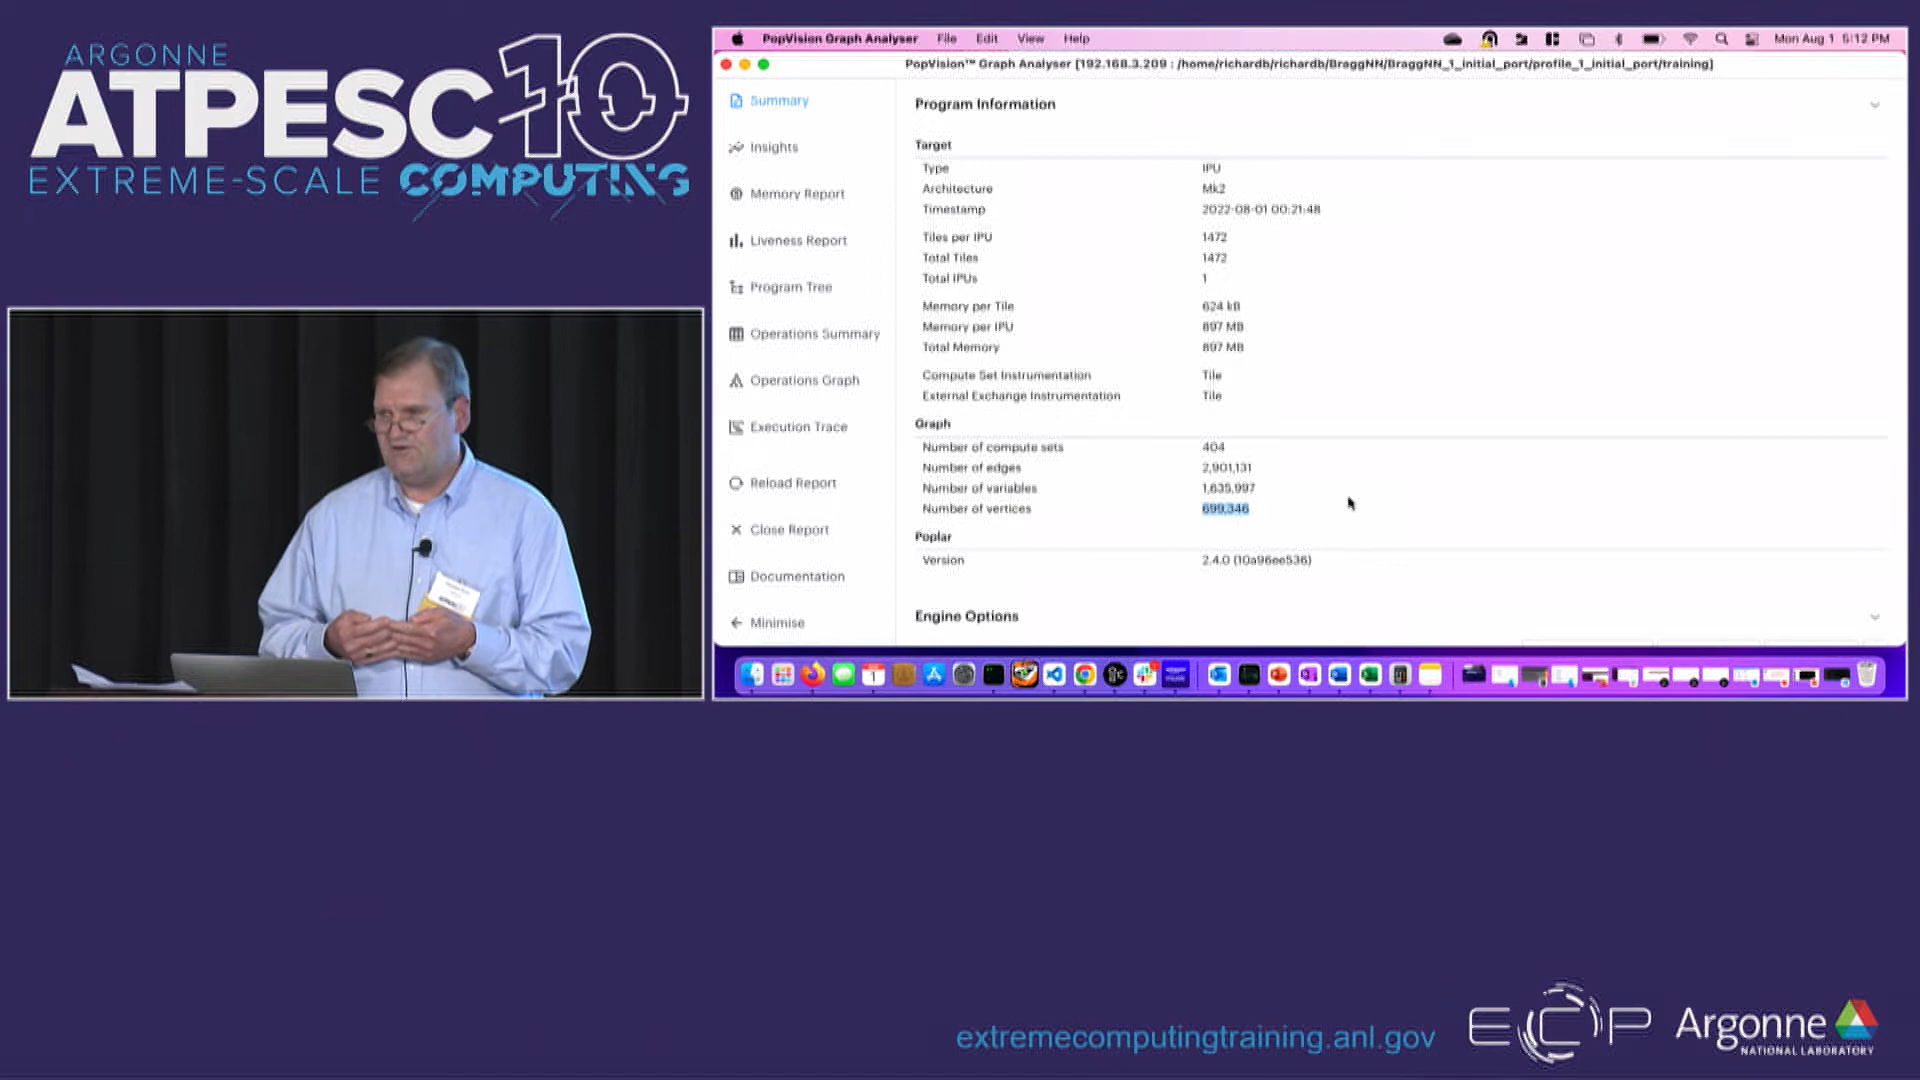 ARGONNE
ATPESC10
EXTREME-SCALE COMPUTING
PopVision Graph Analyser File Edit View Help Mon Aug 1 5:12 PM
PopVision™ Graph Analyser [192.168.3.209 : /home/richardb/richardb/BraggNN/BraggNN_1_initial_port/profile_1_initial_port/training]
Summary
Insights
Memory Report
Liveness Report
Program Tree
Operations Summary
Operations Graph
Execution Trace
Reload Report
Close Report
Documentation
Minimise
Program Information
Target
Type IPU
Architecture Mk2
Timestamp 2022-08-01 00:21:48
Tiles per IPU 1472
Total Tiles 1472
Total IPUs 1
Memory per Tile 624 kB
Memory per IPU 897 MB
Total Memory 897 MB
Compute Set Instrumentation Tile
External Exchange Instrumentation Tile
Graph
Number of compute sets 404
Number of edges 2,901,131
Number of variables 1,635,997
Number of vertices 699,346
Poplar
Version 2.4.0 (10a96ee536)
Engine Options
extremecomputingtraining.anl.gov
ECP
Argonne
NATIONAL LABORATORY